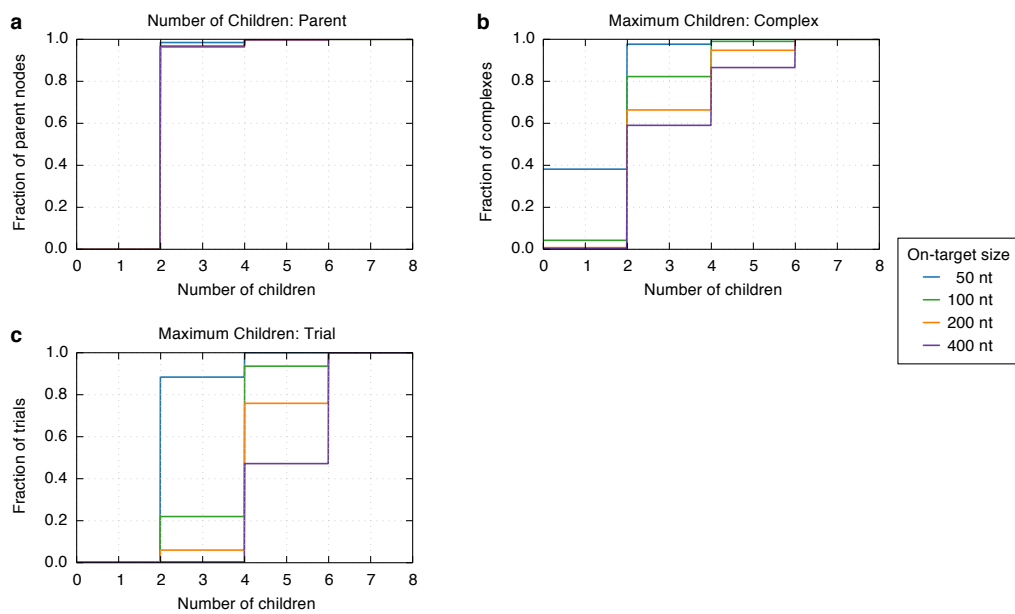 a
Number of Children: Parent
1.0
0.8
0.6
0.4
0.2
0.0
Fraction of parent nodes
0 1 2 3 4 5 6 7 8
Number of children
b
Maximum Children: Complex
1.0
0.8
0.6
0.4
0.2
0.0
Fraction of complexes
0 1 2 3 4 5 6 7 8
Number of children
On-target size
50 nt
100 nt
200 nt
400 nt
c
Maximum Children: Trial
1.0
0.8
0.6
0.4
0.2
0.0
Fraction of trials
0 1 2 3 4 5 6 7 8
Number of children